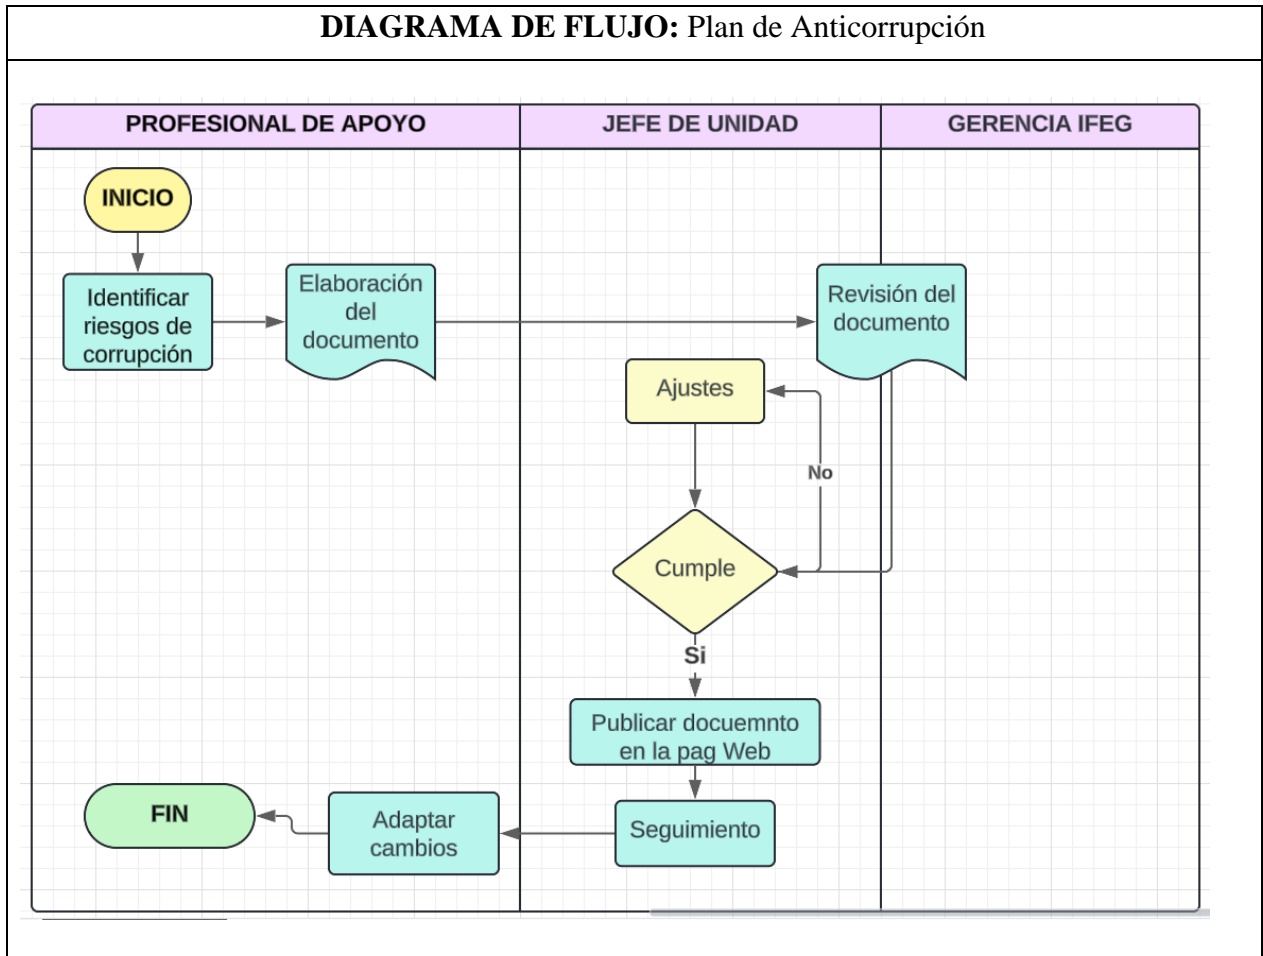 DIAGRAMA DE FLUJO: Plan de Anticorrupción
PROFESIONAL DE APOYO
JEFE DE UNIDAD
GERENCIA IFEG
INICIO
Identificar
riesgos de
corrupción
Elaboración
del
documento
Revisión del
documento
Ajustes
No
Cumple
Si
Publicar docuemnto
en la pag Web
Seguimiento
Adaptar
cambios
FIN